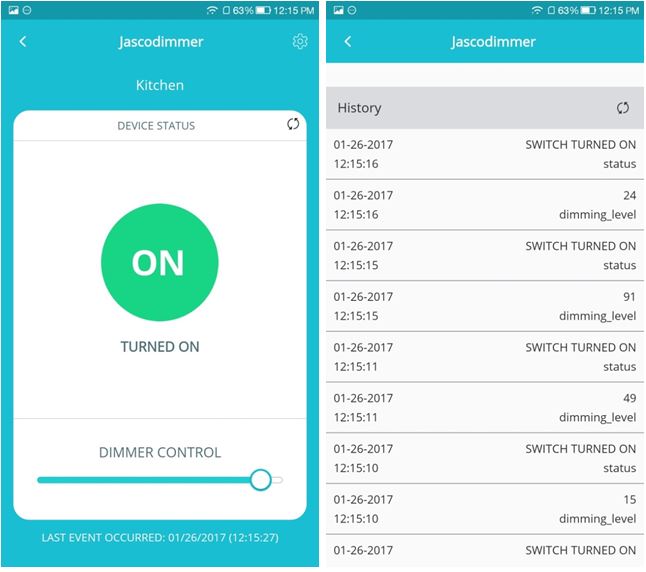 63% 12:15 PM
Jascodimmer
Kitchen
DEVICE STATUS
ON
TURNED ON
DIMMER CONTROL
LAST EVENT OCCURRED: 01/26/2017 (12:15:27)
63% 12:15 PM
Jascodimmer
History
01-26-2017 SWITCH TURNED ON
12:15:16 status
01-26-2017 24
12:15:16 dimming_level
01-26-2017 SWITCH TURNED ON
12:15:15 status
01-26-2017 91
12:15:15 dimming_level
01-26-2017 SWITCH TURNED ON
12:15:11 status
01-26-2017 49
12:15:11 dimming_level
01-26-2017 SWITCH TURNED ON
12:15:10 status
01-26-2017 15
12:15:10 dimming_level
01-26-2017 SWITCH TURNED ON